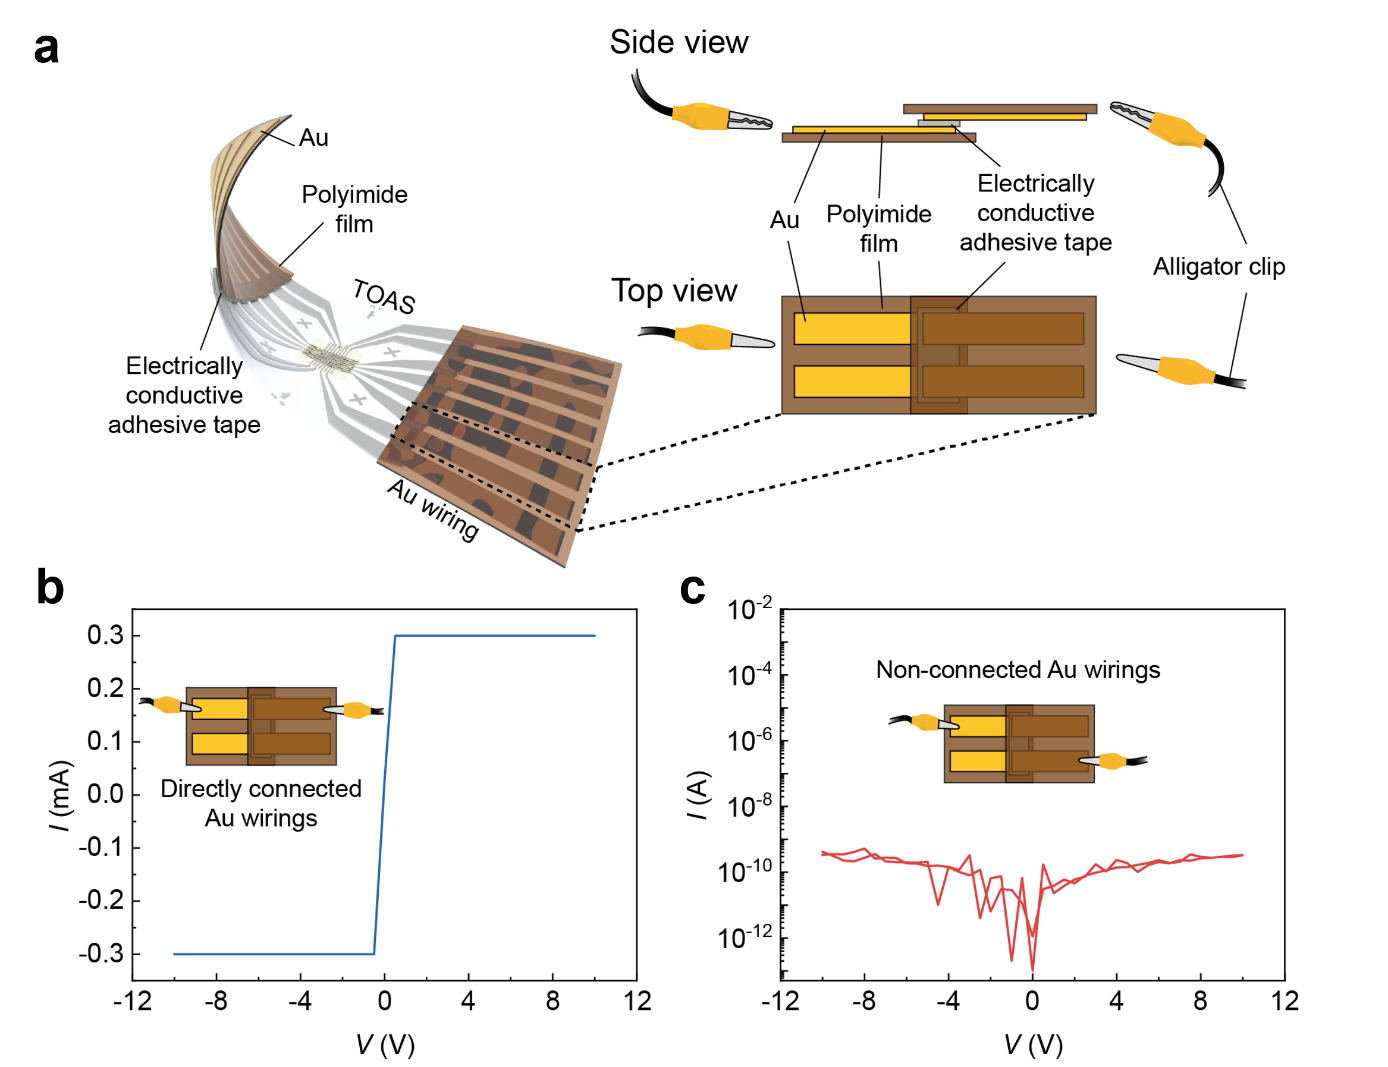 a
Side view
Au
Polyimide
film
TOAS
Electrically
conductive
adhesive tape
Au wiring
Au
Polyimide
film
Electrically
conductive
adhesive tape
Alligator clip
Top view
b
0.3
0.2
0.1
0.0
-0.1
-0.2
-0.3
I (mA)
Directly connected
Au wirings
-12 -8 -4 0 4 8 12
V (V)
c
10-2
10-4
10-6
10-8
10-10
10-12
I (A)
Non-connected Au wirings
-12 -8 -4 0 4 8 12
V (V)